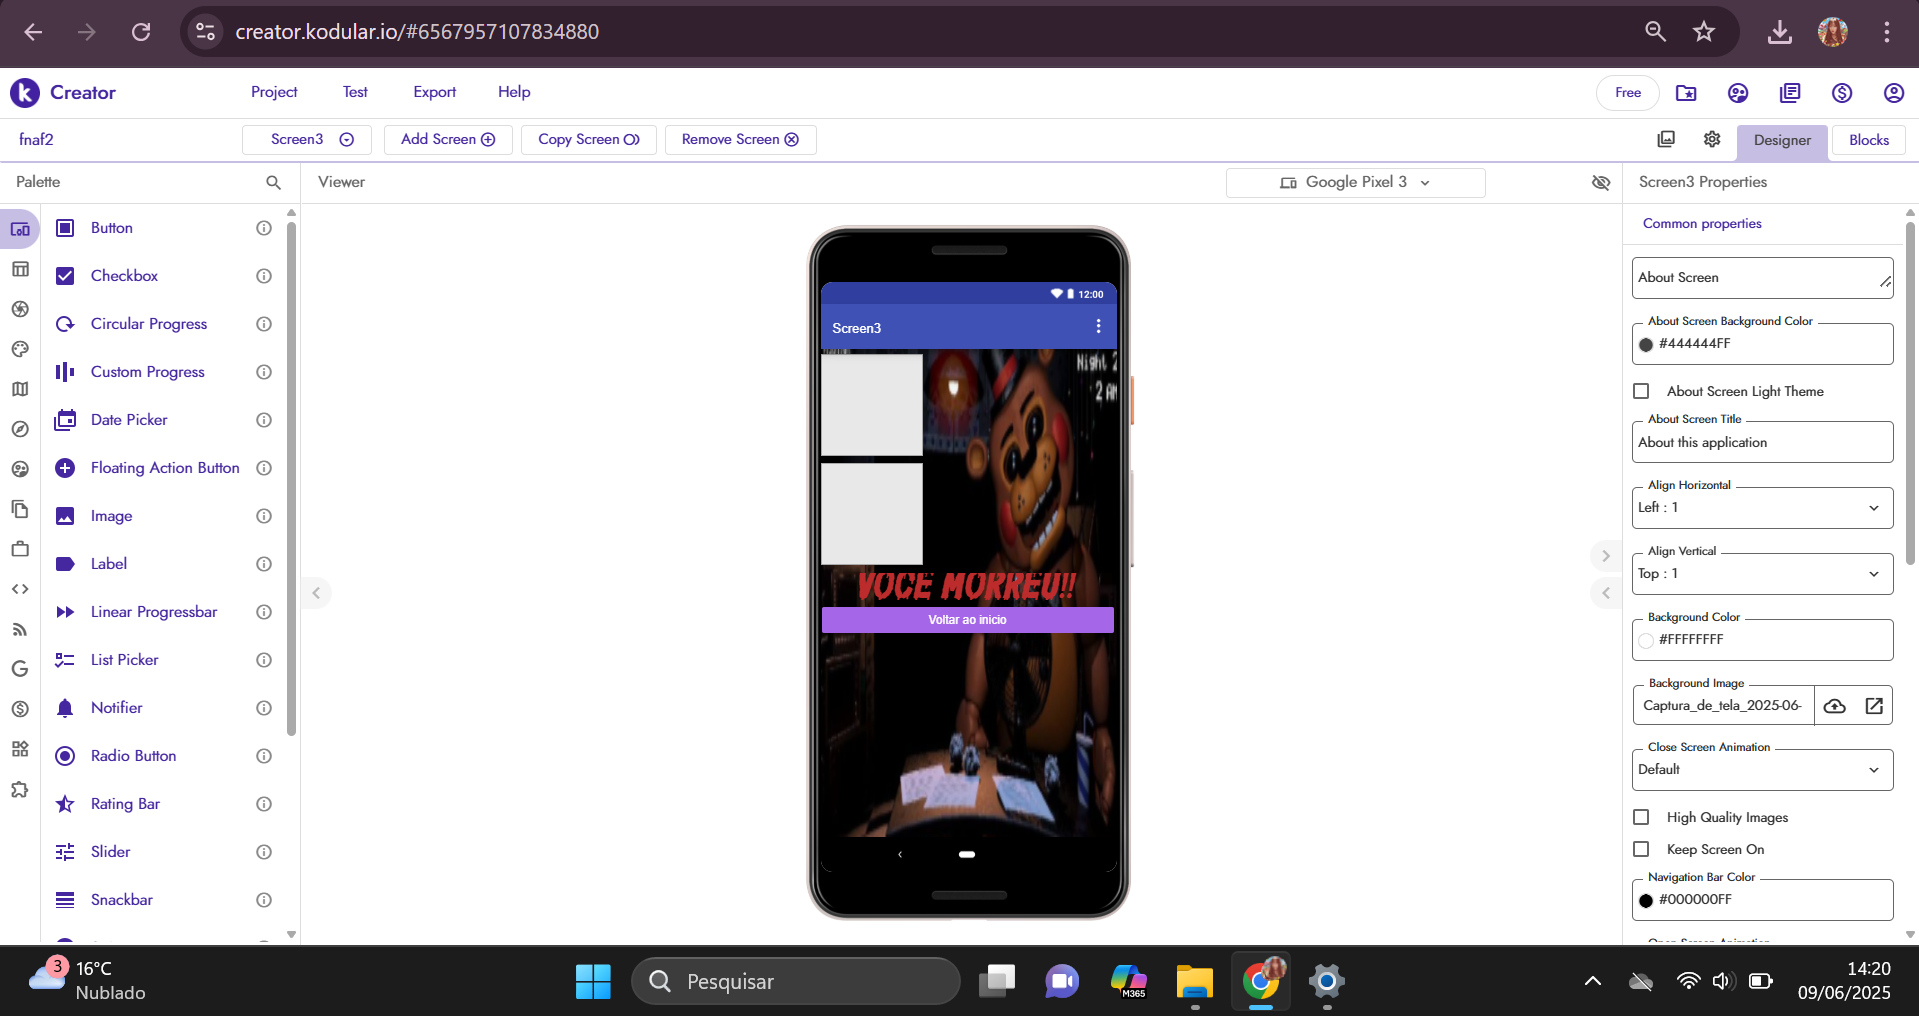 creator.kodular.io/#6567957107834880
k Creator
Project
Test
Export
Help
Free
fnaf2
Screen3
Add Screen
Copy Screen
Remove Screen
Designer
Blocks
Palette
Viewer
Google Pixel 3
Screen3 Properties
Button
Checkbox
Circular Progress
Custom Progress
Date Picker
Floating Action Button
Image
Label
Linear Progressbar
List Picker
Notifier
Radio Button
Rating Bar
Slider
Snackbar
12:00
Screen3
Night 2
2 AM
VOCE MORREU!!
Voltar ao inicio
Common properties
About Screen
About Screen Background Color
#444444FF
About Screen Light Theme
About Screen Title
About this application
Align Horizontal
Left : 1
Align Vertical
Top : 1
Background Color
#FFFFFFFF
Background Image
Captura_de_tela_2025-06-
Close Screen Animation
Default
High Quality Images
Keep Screen On
Navigation Bar Color
#000000FF
Open Screen Animation
3
16°C
Nublado
Pesquisar
M365
14:20
09/06/2025